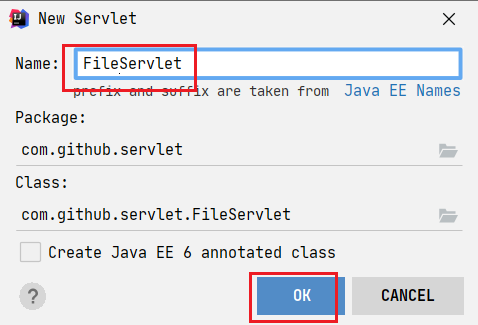 New Servlet
Name: FileServlet
prefix and suffix are taken from Java EE Names
Package:
com.github.servlet
Class:
com.github.servlet.FileServlet
Create Java EE 6 annotated class
? OK CANCEL